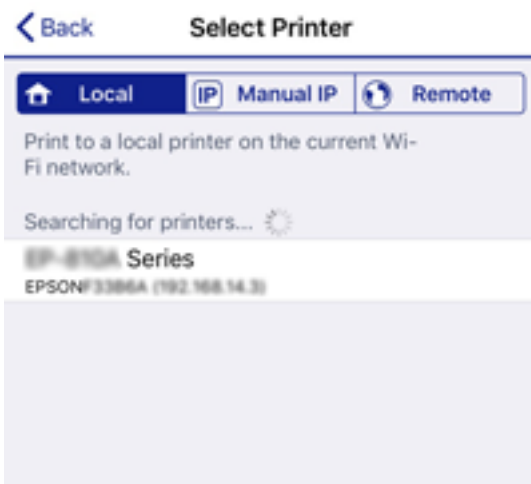 Back
Select Printer
Local
IP Manual IP
Remote
Print to a local printer on the current Wi-
Fi network.
Searching for printers...
Series
EPSON